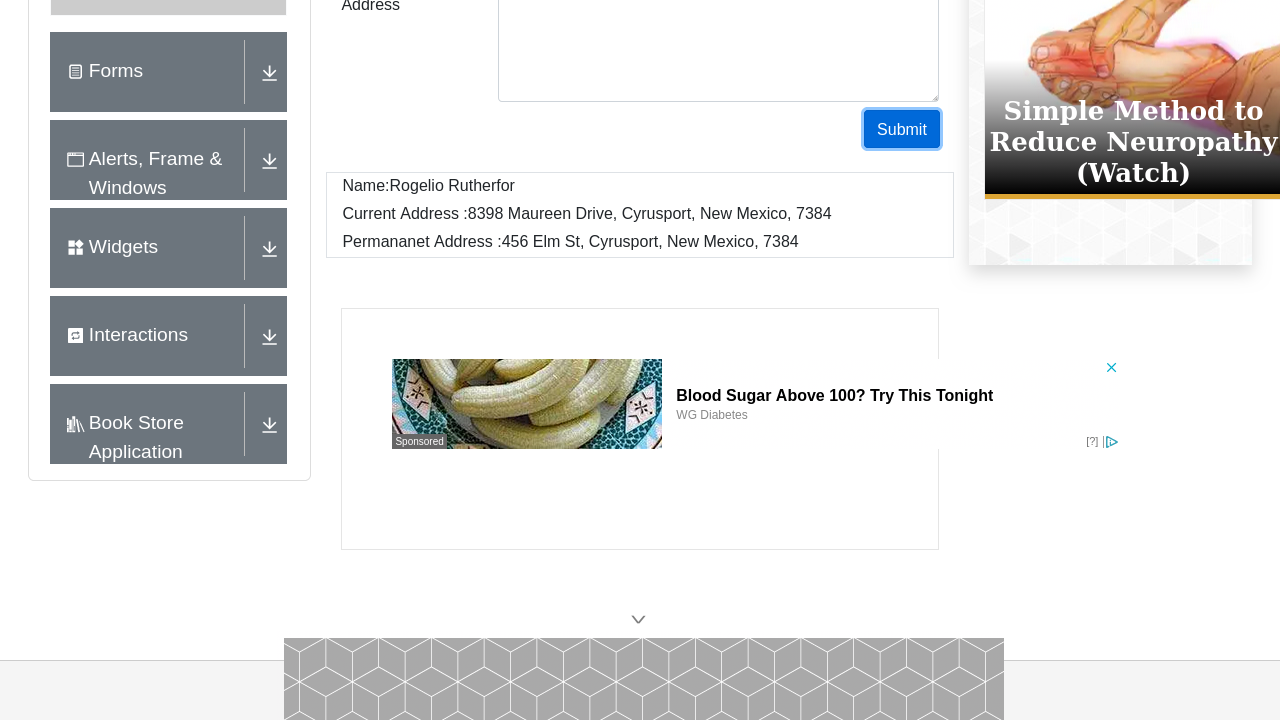 Address
Forms
Alerts, Frame &
Windows
Widgets
Interactions
Book Store
Application
Submit
Name:Rogelio Rutherfor
Current Address :8398 Maureen Drive, Cyrusport, New Mexico, 7384
Permananet Address :456 Elm St, Cyrusport, New Mexico, 7384
Simple Method to
Reduce Neuropathy
(Watch)
Sponsored
Blood Sugar Above 100? Try This Tonight
WG Diabetes
[?]